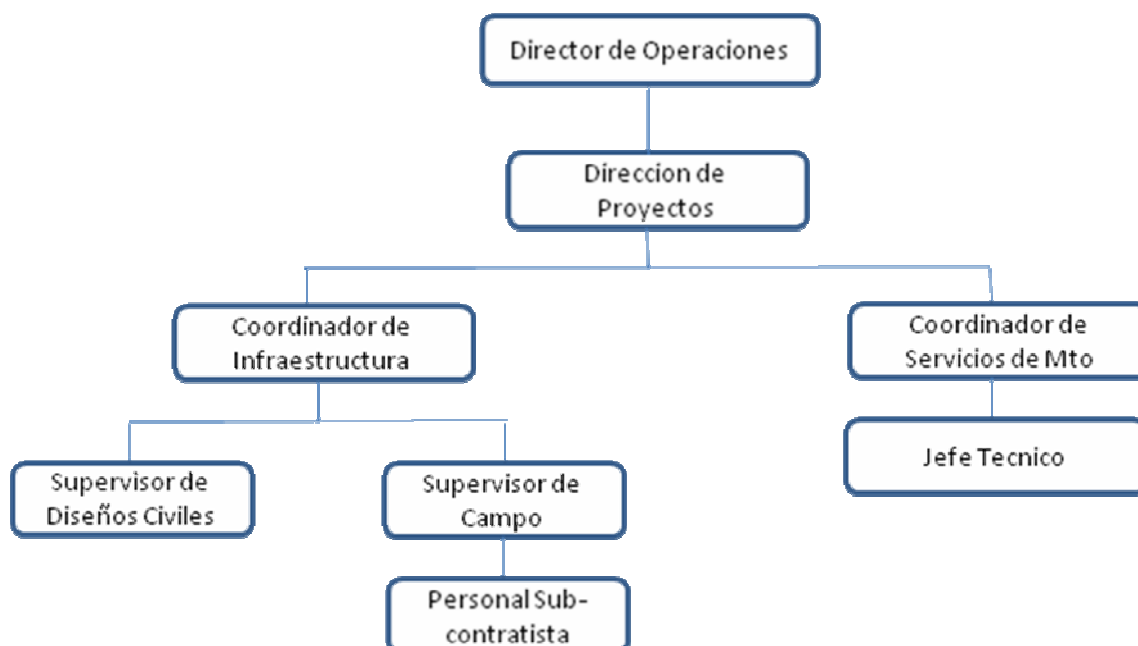 Director de Operaciones
Direccion de
Proyectos
Coordinador de
Infraestructura
Coordinador de
Servicios de Mto
Supervisor de
Diseños Civiles
Supervisor de
Campo
Jefe Tecnico
Personal Sub-
contratista